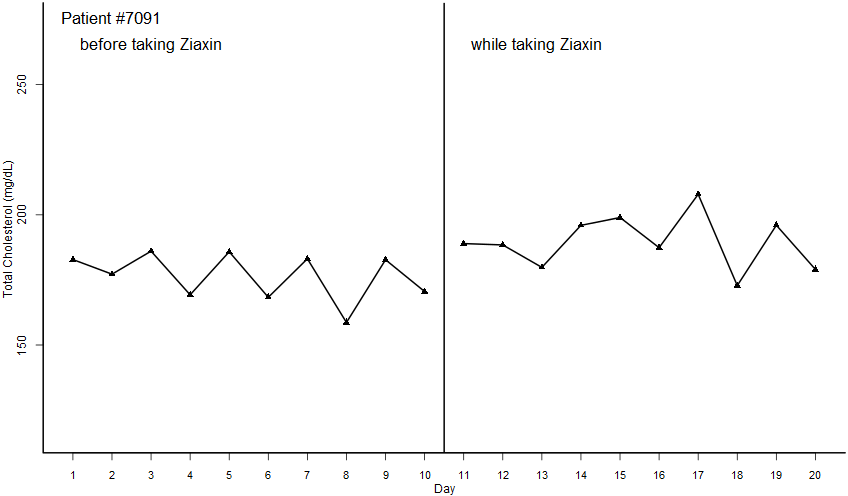 Patient #7091
before taking Ziaxin
while taking Ziaxin
Total Cholesterol (mg/dL)
250
200
150
1 2 3 4 5 6 7 8 9 10 11 12 13 14 15 16 17 18 19 20
Day